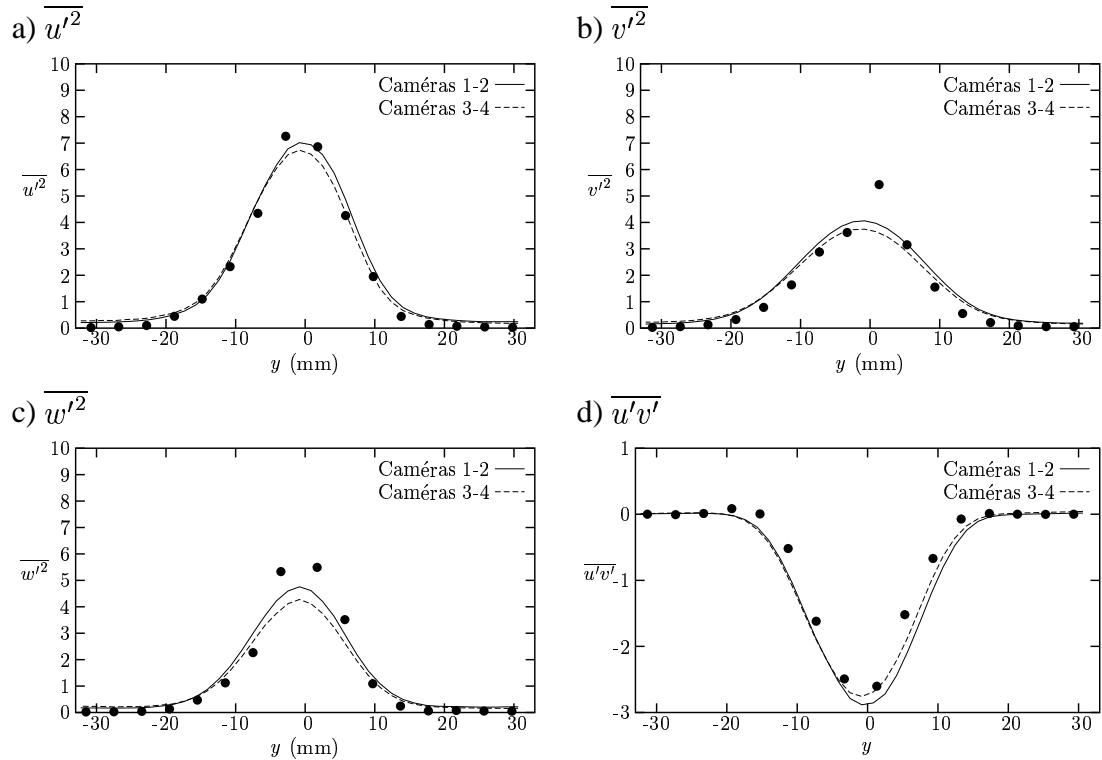 a) $\overline{u'^2}$
10
9
8
7
6
5
4
3
2
1
0
$\overline{u'^2}$
Caméras 1-2
Caméras 3-4
-30 -20 -10 0 10 20 30
y (mm)
b) $\overline{v'^2}$
10
9
8
7
6
5
4
3
2
1
0
$\overline{v'^2}$
Caméras 1-2
Caméras 3-4
-30 -20 -10 0 10 20 30
y (mm)
c) $\overline{w'^2}$
10
9
8
7
6
5
4
3
2
1
0
$\overline{w'^2}$
Caméras 1-2
Caméras 3-4
-30 -20 -10 0 10 20 30
y (mm)
d) $\overline{u'v'}$
1
0
-1
-2
-3
$\overline{u'v'}$
Caméras 1-2
Caméras 3-4
-30 -20 -10 0 10 20 30
y